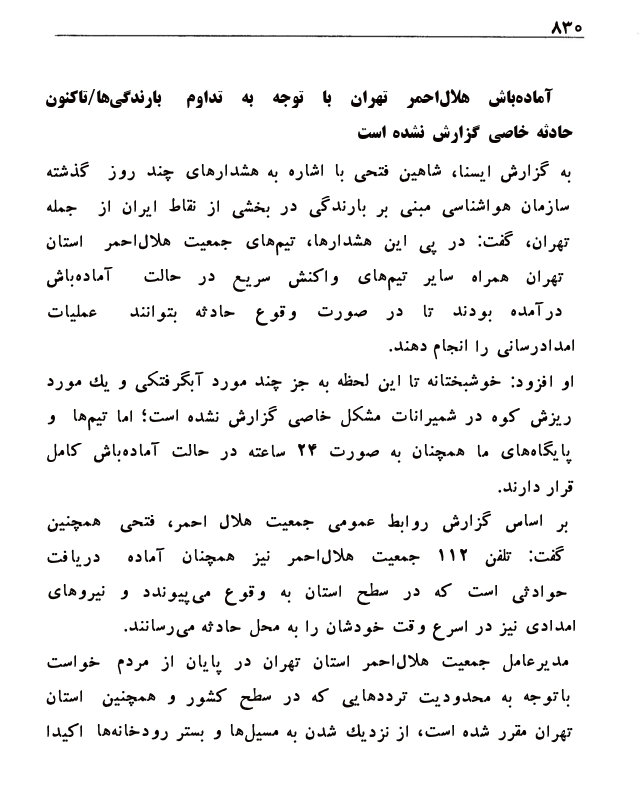 ۸۳۰
آماده‌باش هلال‌احمر تهران با توجه به تداوم بارندگی‌ها/تاکنون
حادثه خاصی گزارش نشده است
به گزارش ایسنا، شاهین فتحی با اشاره به هشدارهای چند روز گذشته
سازمان هواشناسی مبنی بر بارندگی در بخشی از نقاط ایران از جمله
تهران، گفت: در پی این هشدارها، تیم‌های جمعیت هلال‌احمر استان
تهران همراه سایر تیم‌های واکنش سریع در حالت آماده‌باش
درآمده بودند تا در صورت وقوع حادثه بتوانند عملیات
امدادرسانی را انجام دهند.
او افزود: خوشبختانه تا این لحظه به جز چند مورد آبگرفتکی و یك مورد
ریزش کوه در شمیرانات مشکل خاصی گزارش نشده است؛ اما تیم‌ها و
پایگاه‌های ما همچنان به صورت ۲۴ ساعته در حالت آماده‌باش کامل
قرار دارند.
بر اساس گزارش روابط عمومی جمعیت هلال احمر، فتحی همچنین
گفت: تلفن ۱۱۲ جمعیت هلال‌احمر نیز همچنان آماده دریافت
حوادثی است که در سطح استان به وقوع می‌پیوندد و نیروهای
امدادی نیز در اسرع وقت خودشان را به محل حادثه می‌رسانند.
مدیرعامل جمعیت هلال‌احمر استان تهران در پایان از مردم خواست
باتوجه به محدودیت ترددهایی که در سطح کشور و همچنین استان
تهران مقرر شده است، از نزدیك شدن به مسیل‌ها و بستر رودخانه‌ها اکیدا